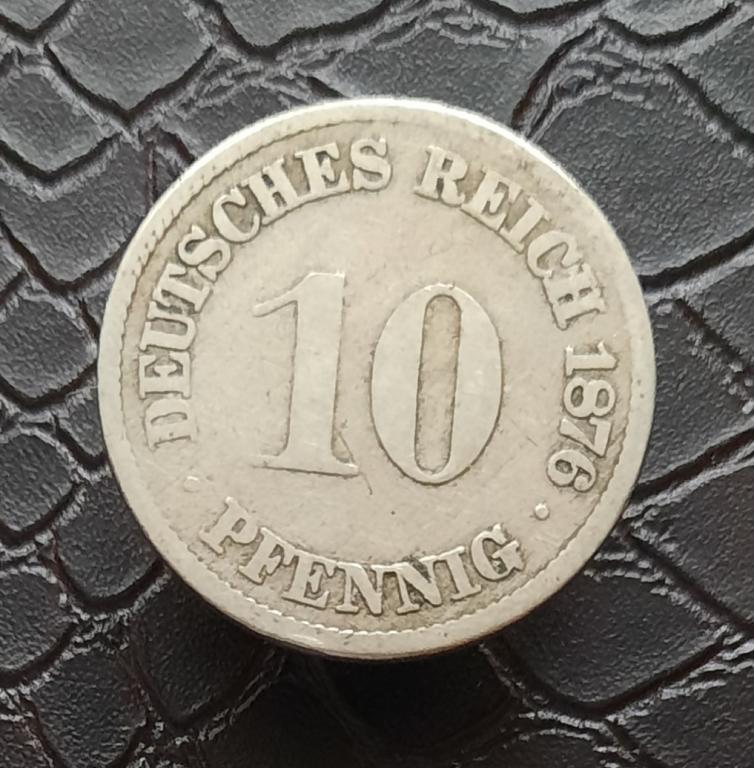 DEUTSCHES REICH 1876
10
PFENNIG